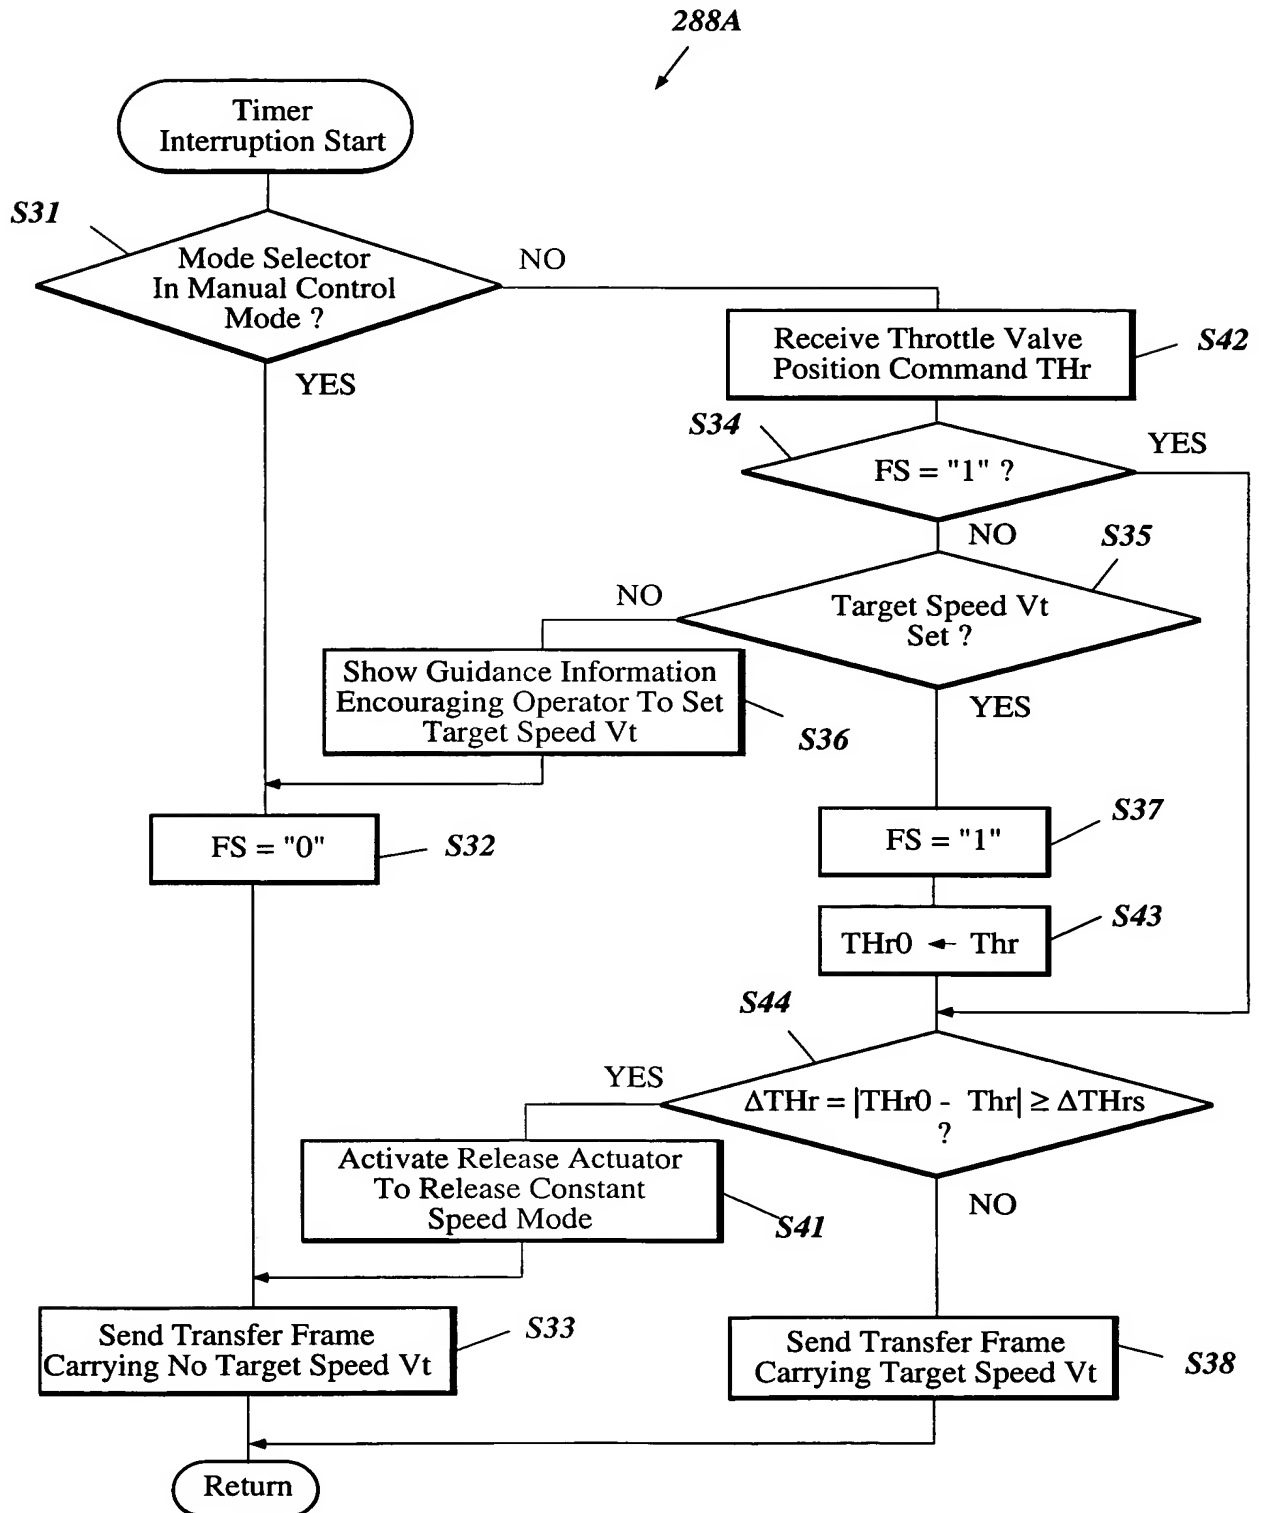 288A
Timer
Interruption Start
S31
Mode Selector
In Manual Control
Mode ?
NO
YES
Receive Throttle Valve
Position Command THr
S42
S34
FS = "1" ?
YES
NO
S35
Target Speed Vt
Set ?
NO
YES
Show Guidance Information
Encouraging Operator To Set
Target Speed Vt
S36
FS = "0"
S32
FS = "1"
S37
THr0 ← Thr
S43
S44
ΔTHr = |THr0 - Thr| ≥ ΔTHrs
?
YES
NO
Activate Release Actuator
To Release Constant
Speed Mode
S41
Send Transfer Frame
Carrying No Target Speed Vt
S33
Send Transfer Frame
Carrying Target Speed Vt
S38
Return